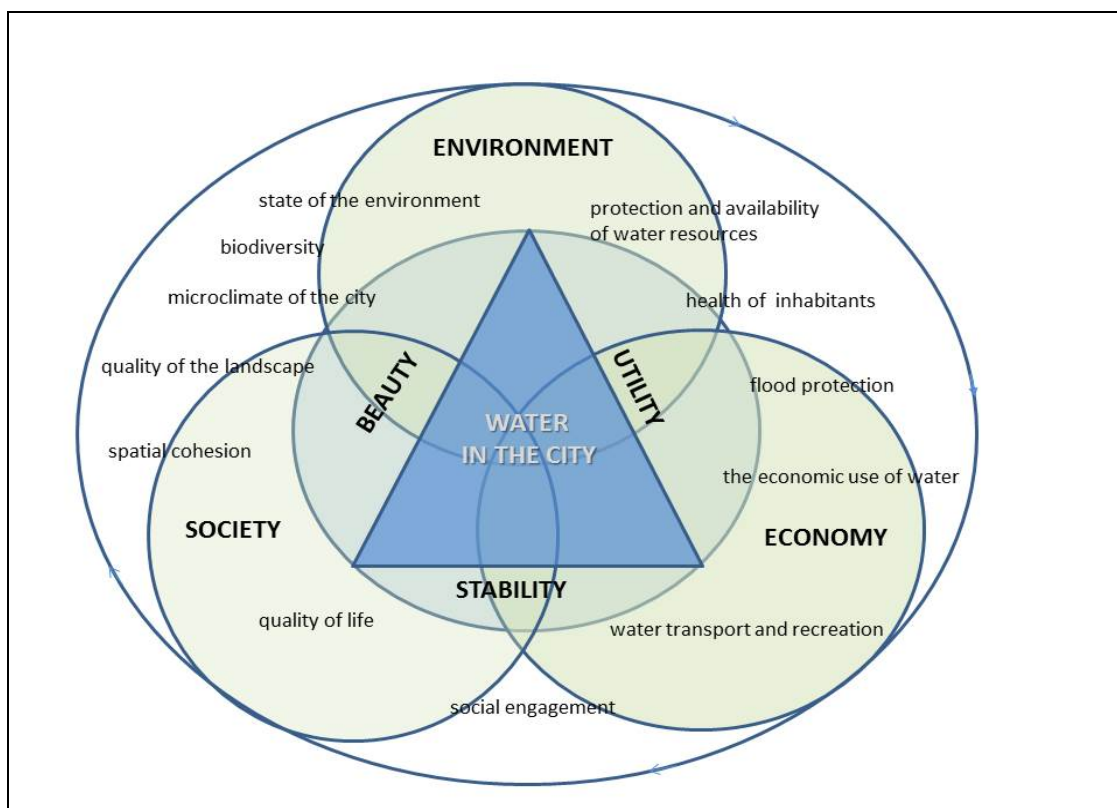 ENVIRONMENT
state of the environment
protection and availability
of water resources
biodiversity
microclimate of the city
health of inhabitants
quality of the landscape
BEAUTY
UTILITY
flood protection
WATER
IN THE CITY
spatial cohesion
the economic use of water
SOCIETY
ECONOMY
STABILITY
quality of life
water transport and recreation
social engagement